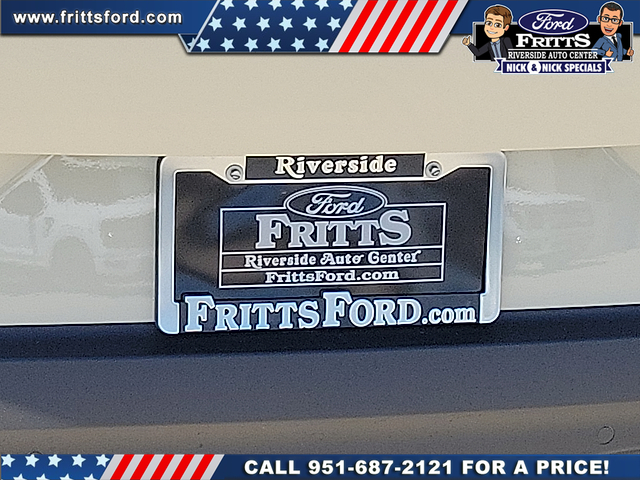 www.frittsford.com
Ford
FRITTS
RIVERSIDE AUTO CENTER
NICK & NICK SPECIALS
Riverside
Ford
FRITTS
Riverside Auto Center
FrittsFord.com
FRITTSFORD.com
CALL 951-687-2121 FOR A PRICE!